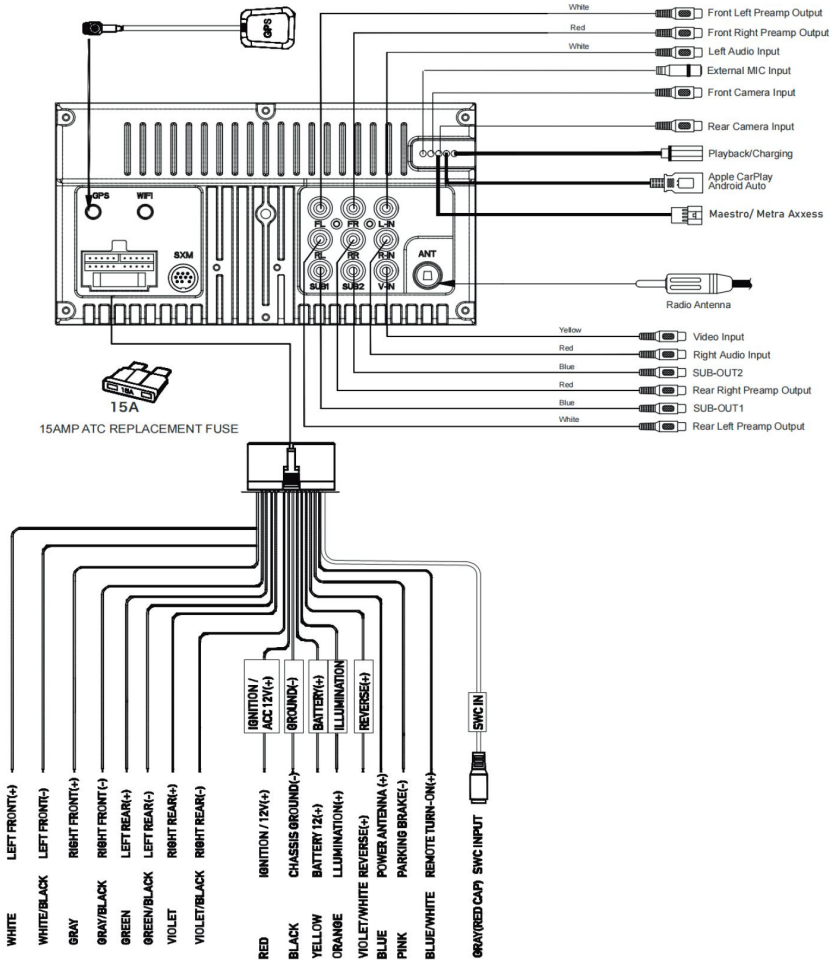 White
Front Left Preamp Output
Red
Front Right Preamp Output
White
Left Audio Input
External MIC Input
Front Camera Input
Rear Camera Input
Playback/Charging
Apple CarPlay
Android Auto
Maestro/ Metra Axxess
GPS
GPS
WIFI
SXM
FL
FR
L-IN
RL
RR
R-IN
SUB1
SUB2
V-IN
ANT
Radio Antenna
Yellow
Video Input
Red
Right Audio Input
Blue
SUB-OUT2
Red
Rear Right Preamp Output
Blue
SUB-OUT1
White
Rear Left Preamp Output
15A
15A
15AMP ATC REPLACEMENT FUSE
IGNITION /
ACC 12V(+)
GROUND(-)
BATTERY(+)
ILLUMINATION
REVERSE(+)
SWC IN
WHITE LEFT FRONT(+)
WHITE/BLACK LEFT FRONT(-)
GRAY RIGHT FRONT(+)
GRAY/BLACK RIGHT FRONT(-)
GREEN LEFT REAR(+)
GREEN/BLACK LEFT REAR(-)
VIOLET RIGHT REAR(+)
VIOLET/BLACK RIGHT REAR(-)
RED IGNITION / 12V(+)
BLACK CHASSIS GROUND(-)
YELLOW BATTERY 12(+)
ORANGE LLUMINATION(+)
VIOLET/WHITE REVERSE(+)
BLUE POWER ANTENNA (+)
PINK PARKING BRAKE(-)
BLUE/WHITE REMOTE TURN-ON(+)
GRAY(RED CAP) SWC INPUT